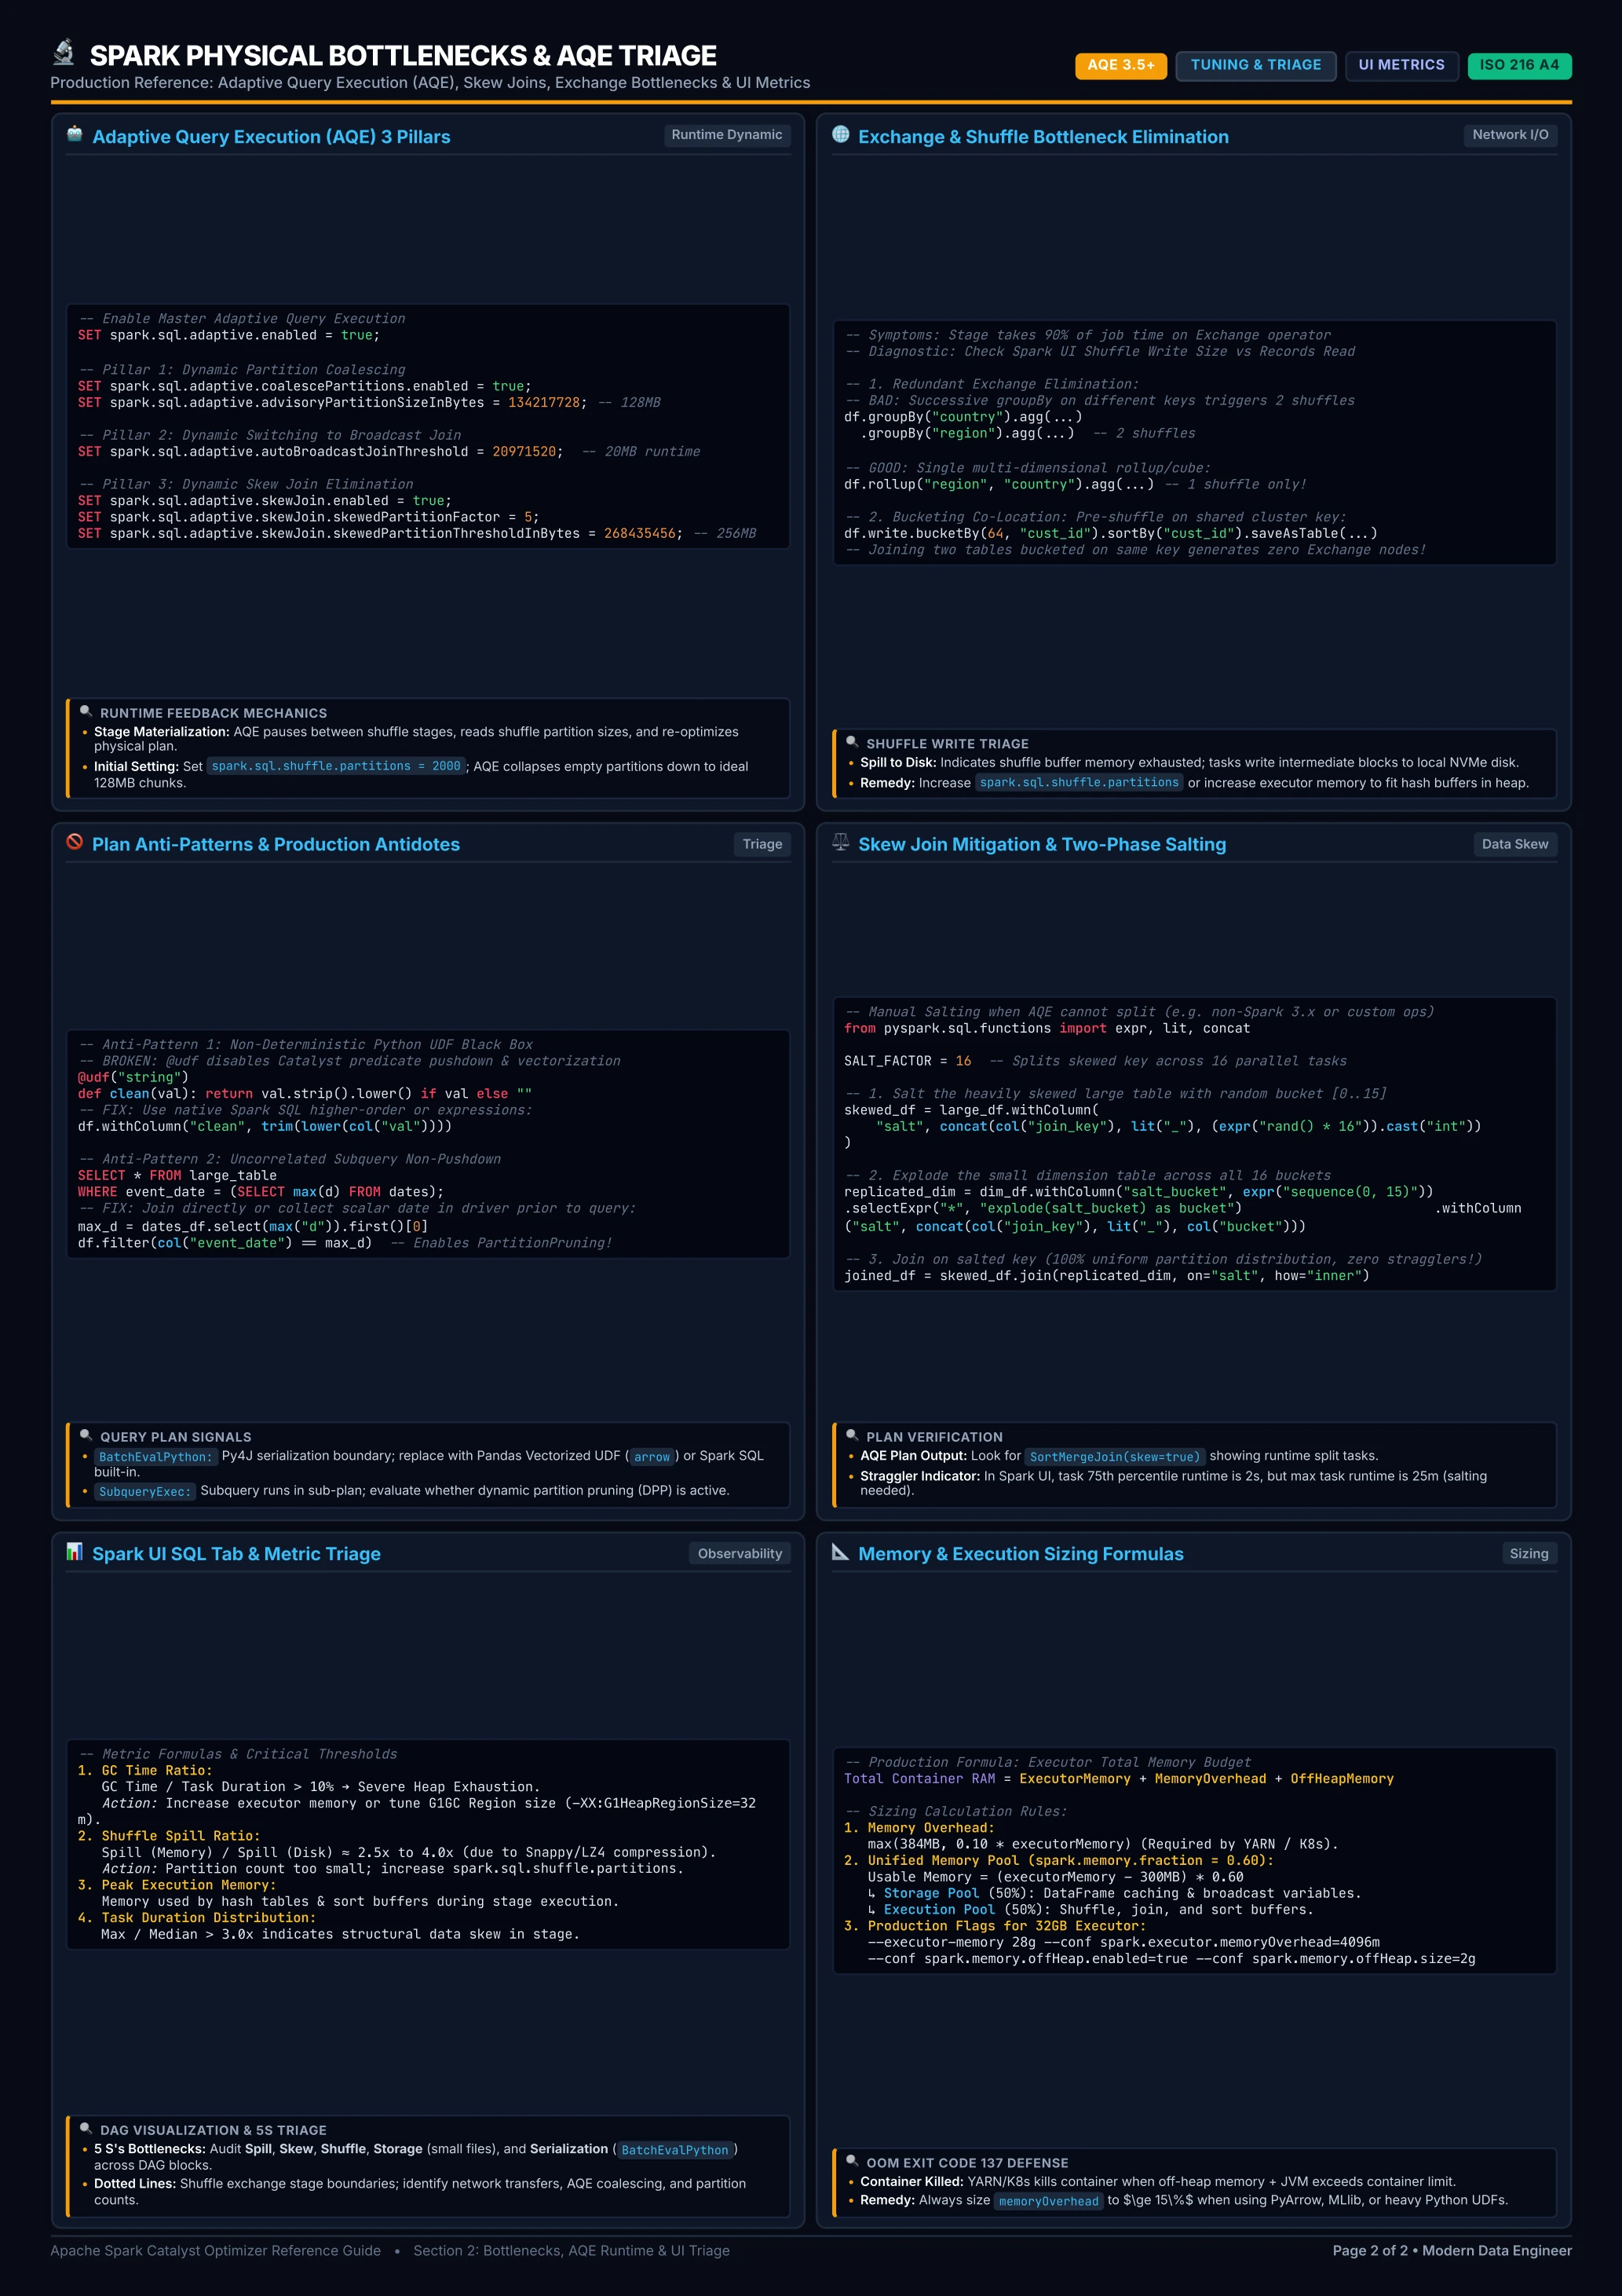 🔬 SPARK PHYSICAL BOTTLENECKS & AQE TRIAGE
Production Reference: Adaptive Query Execution (AQE), Skew Joins, Exchange Bottlenecks & UI Metrics
AQE 3.5+
TUNING & TRIAGE
UI METRICS
ISO 216 A4
Adaptive Query Execution (AQE) 3 Pillars
Runtime Dynamic
-- Enable Master Adaptive Query Execution
SET spark.sql.adaptive.enabled = true;
-- Pillar 1: Dynamic Partition Coalescing
SET spark.sql.adaptive.coalescePartitions.enabled = true;
SET spark.sql.adaptive.advisoryPartitionSizeInBytes = 134217728; -- 128MB
-- Pillar 2: Dynamic Switching to Broadcast Join
SET spark.sql.adaptive.autoBroadcastJoinThreshold = 20971520;  -- 20MB runtime
-- Pillar 3: Dynamic Skew Join Elimination
SET spark.sql.adaptive.skewJoin.enabled = true;
SET spark.sql.adaptive.skewJoin.skewedPartitionFactor = 5;
SET spark.sql.adaptive.skewJoin.skewedPartitionThresholdInBytes = 268435456; -- 256MB
RUNTIME FEEDBACK MECHANICS
• Stage Materialization: AQE pauses between shuffle stages, reads shuffle partition sizes, and re-optimizes
physical plan.
• Initial Setting: Set spark.sql.shuffle.partitions = 2000; AQE collapses empty partitions down to ideal
128MB chunks.
Exchange & Shuffle Bottleneck Elimination
Network I/O
-- Symptoms: Stage takes 90% of job time on Exchange operator
-- Diagnostic: Check Spark UI Shuffle Write Size vs Records Read
-- 1. Redundant Exchange Elimination:
-- BAD: Successive groupBy on different keys triggers 2 shuffles
df.groupBy("country").agg(...)
  .groupBy("region").agg(...)  -- 2 shuffles
-- GOOD: Single multi-dimensional rollup/cube:
df.rollup("region", "country").agg(...) -- 1 shuffle only!
-- 2. Bucketing Co-Location: Pre-shuffle on shared cluster key:
df.write.bucketBy(64, "cust_id").sortBy("cust_id").saveAsTable(...)
-- Joining two tables bucketed on same key generates zero Exchange nodes!
SHUFFLE WRITE TRIAGE
• Spill to Disk: Indicates shuffle buffer memory exhausted; tasks write intermediate blocks to local NVMe disk.
• Remedy: Increase spark.sql.shuffle.partitions or increase executor memory to fit hash buffers in heap.
Plan Anti-Patterns & Production Antidotes
Triage
-- Anti-Pattern 1: Non-Deterministic Python UDF Black Box
-- BROKEN: @udf disables Catalyst predicate pushdown & vectorization
@udf("string")
def clean(val): return val.strip().lower() if val else ""
-- FIX: Use native Spark SQL higher-order or expressions:
df.withColumn("clean", trim(lower(col("val"))))
-- Anti-Pattern 2: Uncorrelated Subquery Non-Pushdown
SELECT * FROM large_table
WHERE event_date = (SELECT max(d) FROM dates);
-- FIX: Join directly or collect scalar date in driver prior to query:
max_d = dates_df.select(max("d")).first()[0]
df.filter(col("event_date") == max_d)  -- Enables PartitionPruning!
QUERY PLAN SIGNALS
• BatchEvalPython: Py4J serialization boundary; replace with Pandas Vectorized UDF (arrow) or Spark SQL
built-in.
• SubqueryExec: Subquery runs in sub-plan; evaluate whether dynamic partition pruning (DPP) is active.
Skew Join Mitigation & Two-Phase Salting
Data Skew
-- Manual Salting when AQE cannot split (e.g. non-Spark 3.x or custom ops)
from pyspark.sql.functions import expr, lit, concat
SALT_FACTOR = 16  -- Splits skewed key across 16 parallel tasks
-- 1. Salt the heavily skewed large table with random bucket [0..15]
skewed_df = large_df.withColumn(
    "salt", concat(col("join_key"), lit("_"), (expr("rand() * 16")).cast("int"))
)
-- 2. Explode the small dimension table across all 16 buckets
replicated_dim = dim_df.withColumn("salt_bucket", expr("sequence(0, 15)"))
.selectExpr("*", "explode(salt_bucket) as bucket")                        .withColumn
("salt", concat(col("join_key"), lit("_"), col("bucket")))
-- 3. Join on salted key (100% uniform partition distribution, zero stragglers!)
joined_df = skewed_df.join(replicated_dim, on="salt", how="inner")
PLAN VERIFICATION
• AQE Plan Output: Look for SortMergeJoin(skew=true) showing runtime split tasks.
• Straggler Indicator: In Spark UI, task 75th percentile runtime is 2s, but max task runtime is 25m (salting
needed).
Spark UI SQL Tab & Metric Triage
Observability
-- Metric Formulas & Critical Thresholds
1. GC Time Ratio:
   GC Time / Task Duration > 10% → Severe Heap Exhaustion.
   Action: Increase executor memory or tune G1GC Region size (-XX:G1HeapRegionSize=32
m).
2. Shuffle Spill Ratio:
   Spill (Memory) / Spill (Disk) ≈ 2.5x to 4.0x (due to Snappy/LZ4 compression).
   Action: Partition count too small; increase spark.sql.shuffle.partitions.
3. Peak Execution Memory:
   Memory used by hash tables & sort buffers during stage execution.
4. Task Duration Distribution:
   Max / Median > 3.0x indicates structural data skew in stage.
DAG VISUALIZATION & 5S TRIAGE
• 5 S's Bottlenecks: Audit Spill, Skew, Shuffle, Storage (small files), and Serialization (BatchEvalPython)
across DAG blocks.
• Dotted Lines: Shuffle exchange stage boundaries; identify network transfers, AQE coalescing, and partition
counts.
Memory & Execution Sizing Formulas
Sizing
-- Production Formula: Executor Total Memory Budget
Total Container RAM = ExecutorMemory + MemoryOverhead + OffHeapMemory
-- Sizing Calculation Rules:
1. Memory Overhead:
   max(384MB, 0.10 * executorMemory) (Required by YARN / K8s).
2. Unified Memory Pool (spark.memory.fraction = 0.60):
   Usable Memory = (executorMemory - 300MB) * 0.60
   ↳ Storage Pool (50%): DataFrame caching & broadcast variables.
   ↳ Execution Pool (50%): Shuffle, join, and sort buffers.
3. Production Flags for 32GB Executor:
   --executor-memory 28g --conf spark.executor.memoryOverhead=4096m
   --conf spark.memory.offHeap.enabled=true --conf spark.memory.offHeap.size=2g
OOM EXIT CODE 137 DEFENSE
• Container Killed: YARN/K8s kills container when off-heap memory + JVM exceeds container limit.
• Remedy: Always size memoryOverhead to $\ge 15\%$ when using PyArrow, MLlib, or heavy Python UDFs.
Apache Spark Catalyst Optimizer Reference Guide • Section 2: Bottlenecks, AQE Runtime & UI Triage
Page 2 of 2 • Modern Data Engineer